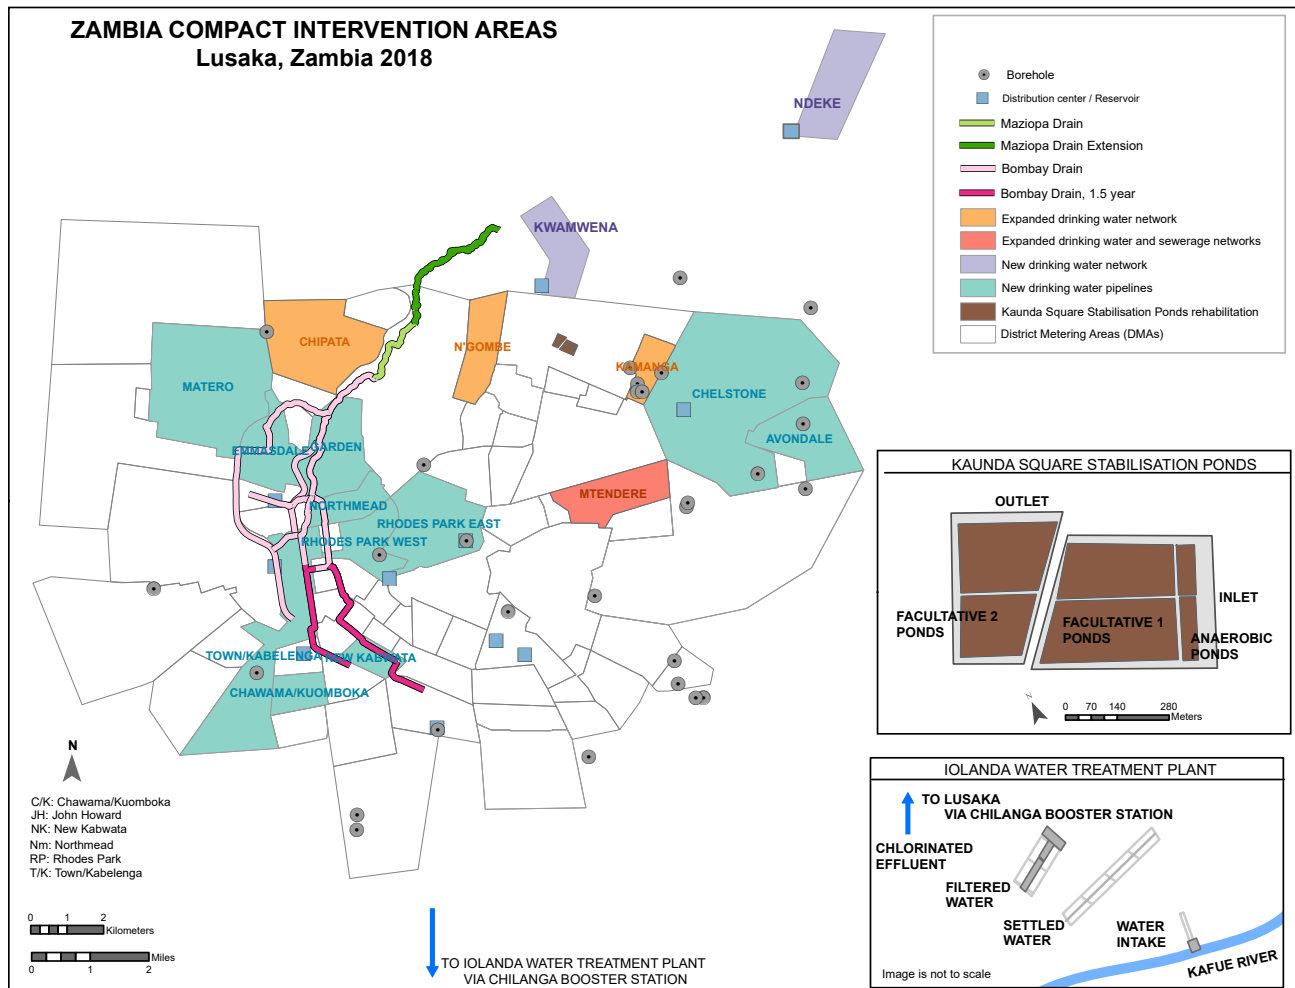 ZAMBIA COMPACT INTERVENTION AREAS
Lusaka, Zambia 2018
Borehole
Distribution center / Reservoir
Maziopa Drain
Maziopa Drain Extension
Bombay Drain
Bombay Drain, 1.5 year
Expanded drinking water network
Expanded drinking water and sewerage networks
New drinking water network
New drinking water pipelines
Kaunda Square Stabilisation Ponds rehabilitation
District Metering Areas (DMAs)
NDEKE
KWAMWENA
CHIPATA
N'GOMBE
KAMANGA
MATERO
CHELSTONE
AVONDALE
EMMASDALE
GARDEN
MTENDERE
NORTHMEAD
RHODES PARK EAST
RHODES PARK WEST
TOWN/KABELENGA
NEW KABWATA
CHAWAMA/KUOMBOKA
N
C/K: Chawama/Kuomboka
JH: John Howard
NK: New Kabwata
Nm: Northmead
RP: Rhodes Park
T/K: Town/Kabelenga
0 1 2
Kilometers
Miles
0 1 2
TO IOLANDA WATER TREATMENT PLANT
VIA CHILANGA BOOSTER STATION
KAUNDA SQUARE STABILISATION PONDS
OUTLET
INLET
FACULTATIVE 2
PONDS
FACULTATIVE 1
PONDS
ANAEROBIC
PONDS
N
0 70 140 280
Meters
IOLANDA WATER TREATMENT PLANT
TO LUSAKA
VIA CHILANGA BOOSTER STATION
CHLORINATED
EFFLUENT
FILTERED
WATER
SETTLED
WATER
WATER
INTAKE
KAFUE RIVER
Image is not to scale